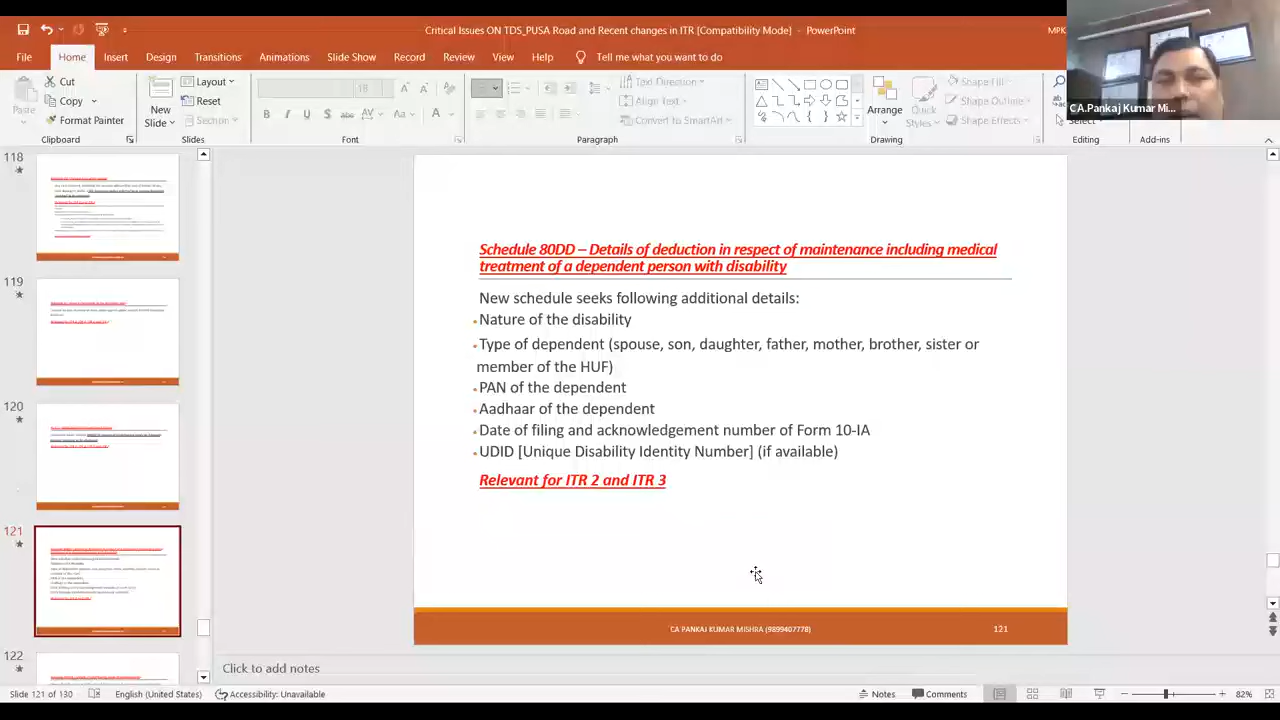 Critical Issues ON TDS_PUSA Road and Recent changes in ITR [Compatibility Mode] - PowerPoint
MPK
File Home Insert Design Transitions Animations Slide Show Record Review View Help Tell me what you want to do
Cut
Copy
Format Painter
Paste
Clipboard
New
Slide
Layout
Reset
Section
Slides
18
Font
Text Direction
Align Text
Convert to SmartArt
Paragraph
Arrange
Quick
Styles
Shape Fill
Shape Outline
Shape Effects
Drawing
Select
Editing
Add-ins
CA.Pankaj Kumar Mi...
118
119
120
121
122
Schedule 80DD – Details of deduction in respect of maintenance including medical
treatment of a dependent person with disability
New schedule seeks following additional details:
Nature of the disability
Type of dependent (spouse, son, daughter, father, mother, brother, sister or
member of the HUF)
PAN of the dependent
Aadhaar of the dependent
Date of filing and acknowledgement number of Form 10-IA
UDID [Unique Disability Identity Number] (if available)
Relevant for ITR 2 and ITR 3
CA PANKAJ KUMAR MISHRA (9899407778)
121
Click to add notes
Slide 121 of 130 English (United States) Accessibility: Unavailable Notes Comments 82%